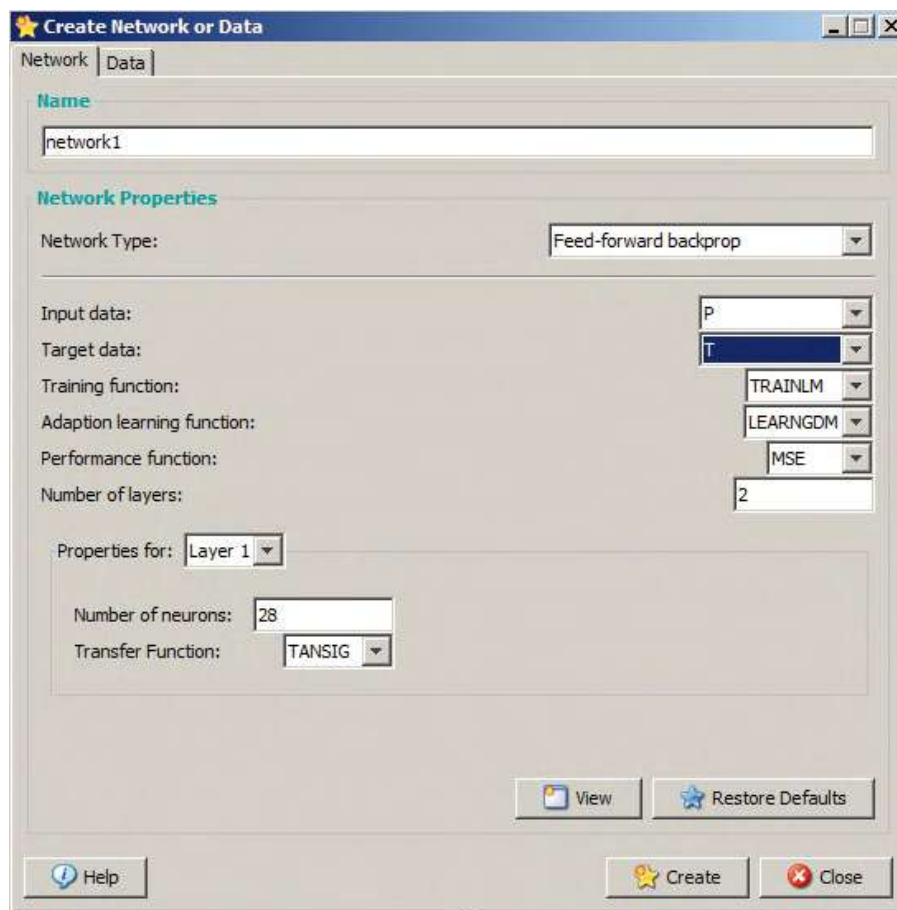 Create Network or Data
Network Data
Name
network1
Network Properties
Network Type: Feed-forward backprop
Input data: P
Target data: T
Training function: TRAINLM
Adaption learning function: LEARNGDM
Performance function: MSE
Number of layers: 2
Properties for: Layer 1
Number of neurons: 28
Transfer Function: TANSIG
View Restore Defaults
Help Create Close